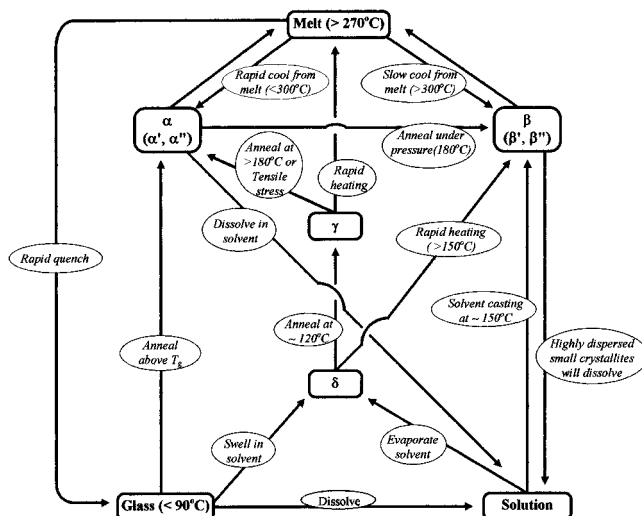 Melt (> 270°C)
Rapid cool from
melt (<300°C)
Slow cool from
melt (>300°C)
α
(α', α'')
β
(β', β'')
Anneal at
>180°C or
Tensile
stress
Anneal under
pressure(180°C)
Rapid
heating
γ
Dissolve in
solvent
Rapid heating
(>150°C)
Rapid quench
Anneal at
~ 120°C
Solvent casting
at ~ 150°C
Anneal
above Tg
Highly dispersed
small crystallites
will dissolve
δ
Swell in
solvent
Evaporate
solvent
Glass (< 90°C)
Dissolve
Solution